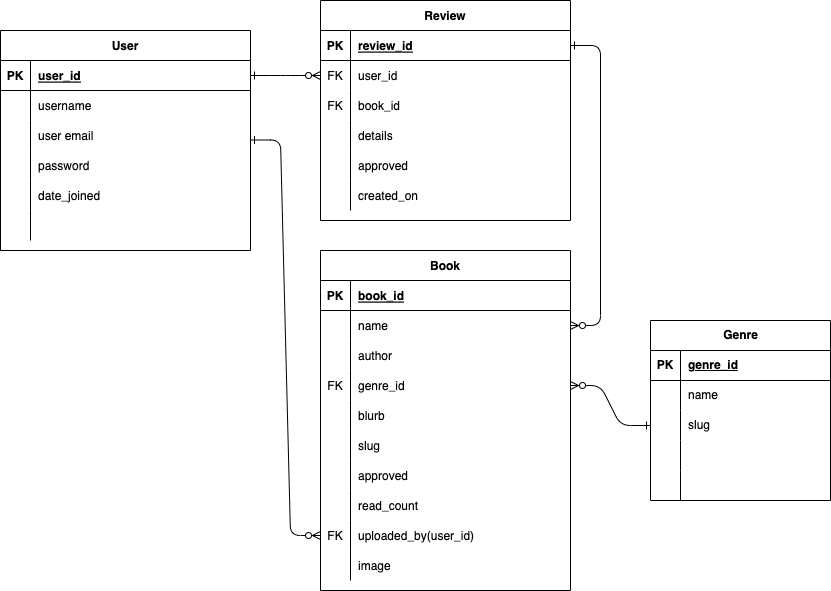 User
PK user_id
username
user email
password
date_joined
Review
PK review_id
FK user_id
FK book_id
details
approved
created_on
Book
PK book_id
name
author
FK genre_id
blurb
slug
approved
read_count
FK uploaded_by(user_id)
image
Genre
PK genre_id
name
slug